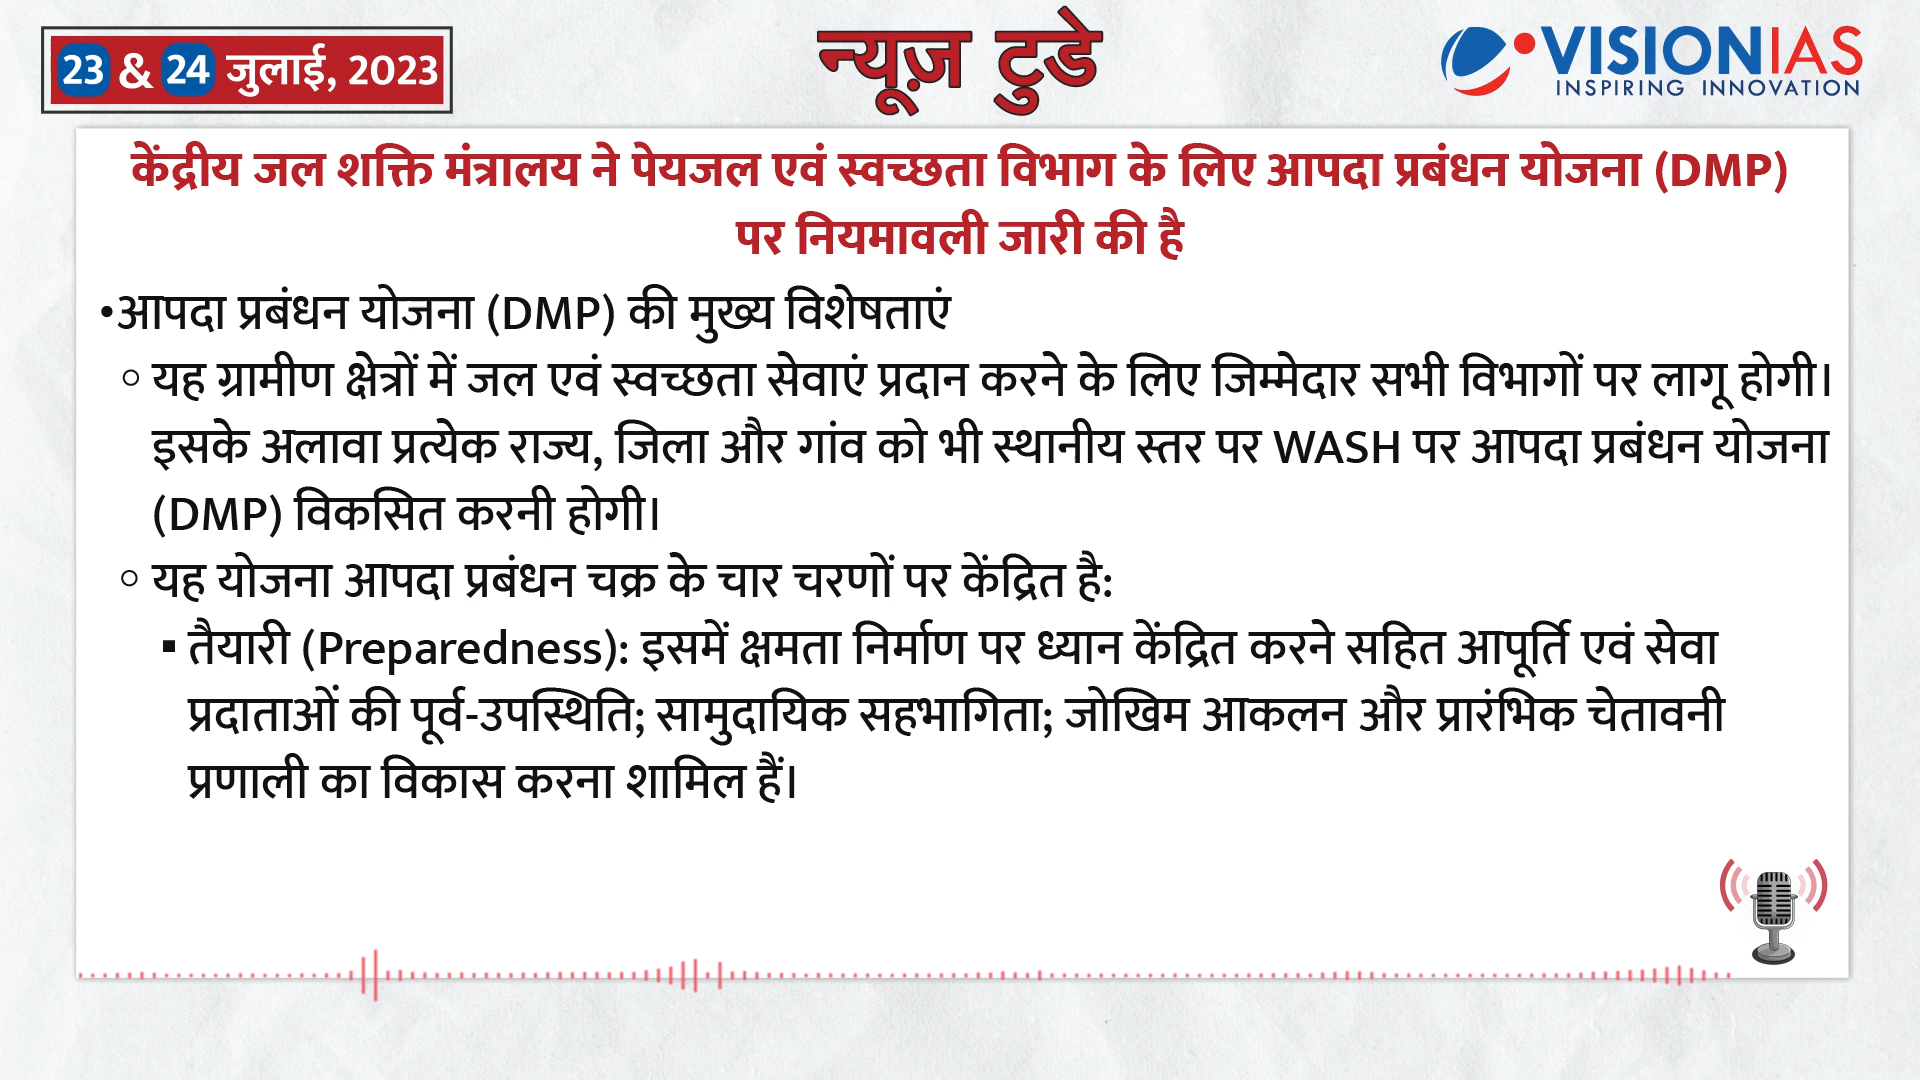 23 & 24 जुलाई, 2023
न्यूज़ टुडे
VISIONIAS
INSPIRING INNOVATION
केंद्रीय जल शक्ति मंत्रालय ने पेयजल एवं स्वच्छता विभाग के लिए आपदा प्रबंधन योजना (DMP)
पर नियमावली जारी की है
•आपदा प्रबंधन योजना (DMP) की मुख्य विशेषताएं
○ यह ग्रामीण क्षेत्रों में जल एवं स्वच्छता सेवाएं प्रदान करने के लिए जिम्मेदार सभी विभागों पर लागू होगी।
इसके अलावा प्रत्येक राज्य, जिला और गांव को भी स्थानीय स्तर पर WASH पर आपदा प्रबंधन योजना
(DMP) विकसित करनी होगी।
○ यह योजना आपदा प्रबंधन चक्र के चार चरणों पर केंद्रित है:
▪ तैयारी (Preparedness): इसमें क्षमता निर्माण पर ध्यान केंद्रित करने सहित आपूर्ति एवं सेवा
प्रदाताओं की पूर्व-उपस्थिति; सामुदायिक सहभागिता; जोखिम आकलन और प्रारंभिक चेतावनी
प्रणाली का विकास करना शामिल हैं।